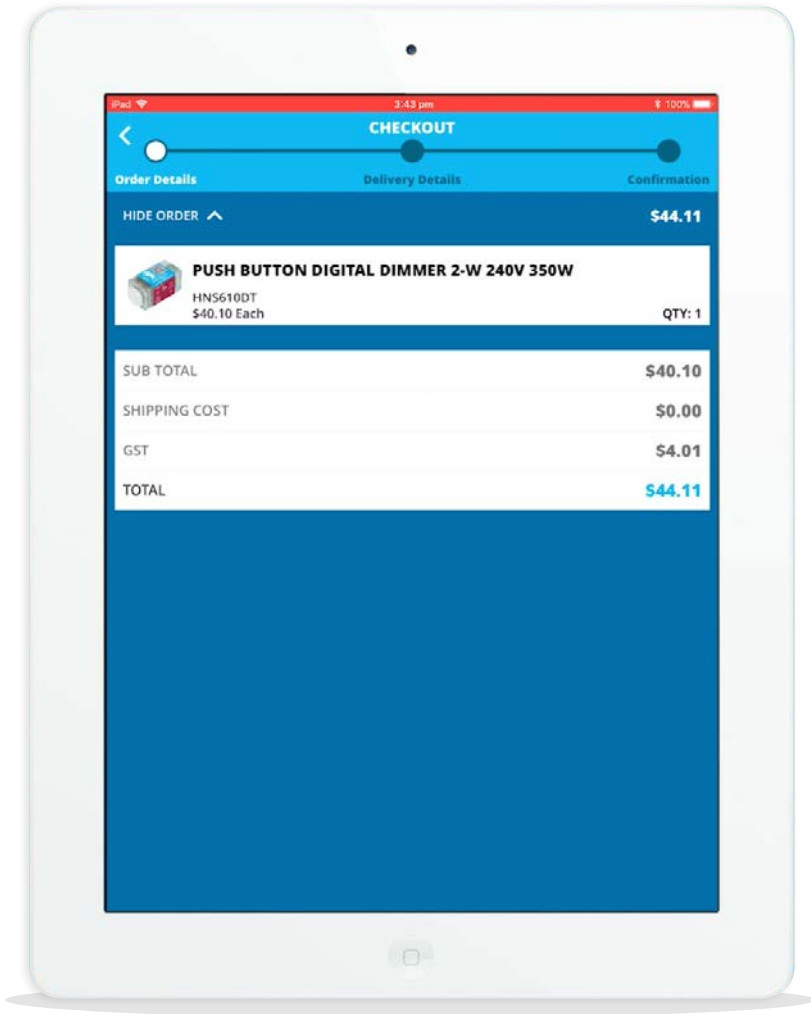 iPad 3:43 pm 100%
CHECKOUT
Order Details Delivery Details Confirmation
HIDE ORDER $44.11
PUSH BUTTON DIGITAL DIMMER 2-W 240V 350W
HNS610DT
$40.10 Each QTY: 1
SUB TOTAL $40.10
SHIPPING COST $0.00
GST $4.01
TOTAL $44.11